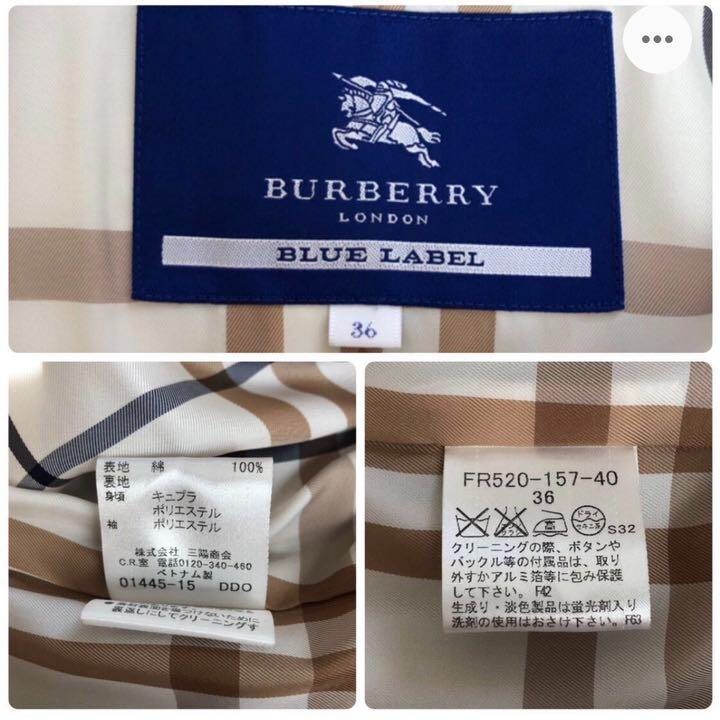 BURBERRY
LONDON
BLUE LABEL
36
表地 綿 100%
裏地
身頃 キュプラ
ポリエステル
袖 ポリエステル
株式会社 三陽商会
C.R.室 電話0120-340-460
ベトナム製
01445-15 DDO
裏返しにしてクリーニングす
FR520-157-40
36
ドライ
セキユ系
S32
クリーニングの際、ボタンや
バックル等の付属品は、取り
外すかアルミ箔等に包み保護
して下さい。F42
生成り・淡色製品は蛍光剤入り
洗剤の使用はおさけ下さい。F63